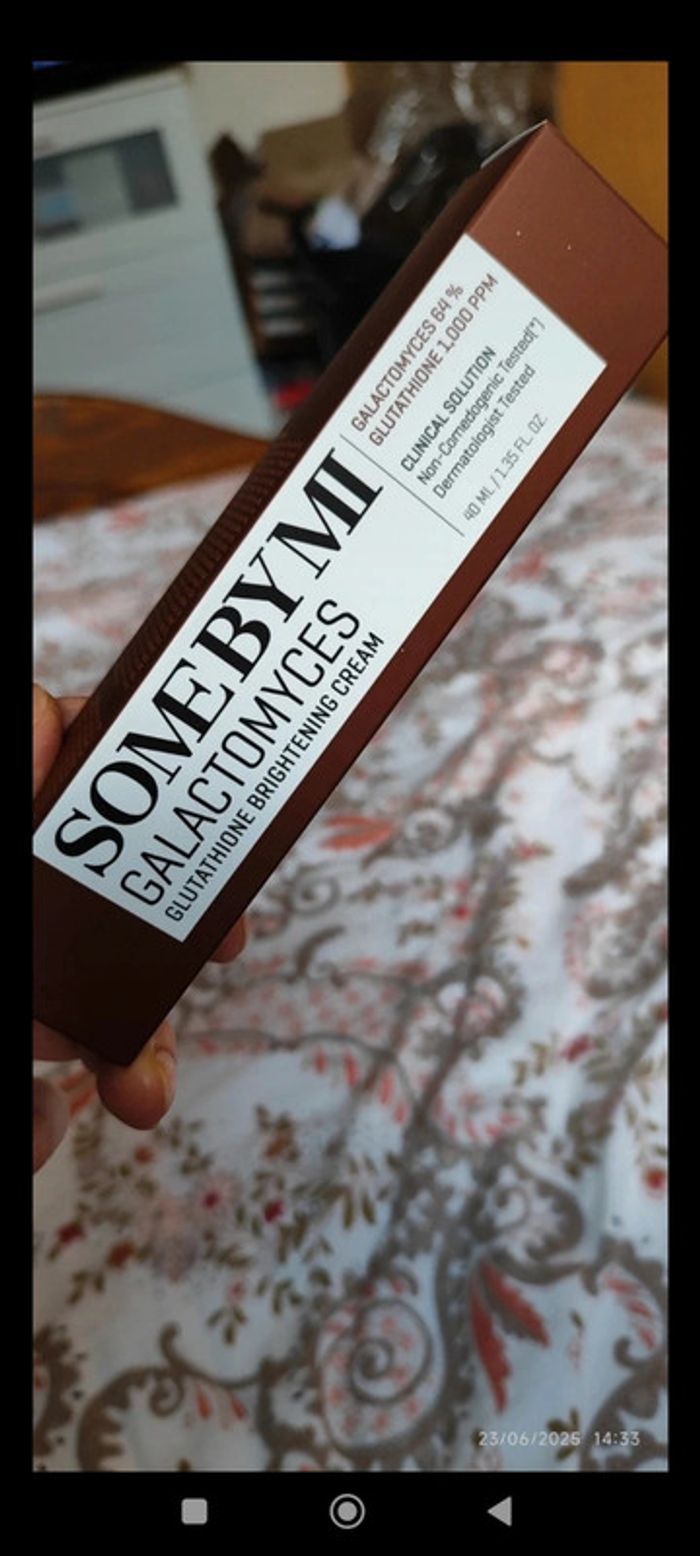 SOME BY MI
GALACTOMYCES
GLUTATHIONE BRIGHTENING CREAM
GALACTOMYCES 64 %
GLUTATHIONE 1,000 PPM
CLINICAL SOLUTION
Non-Comedogenic Tested(*)
Dermatologist Tested
40 ML / 1.35 FL.OZ.
23/06/2025 14:33